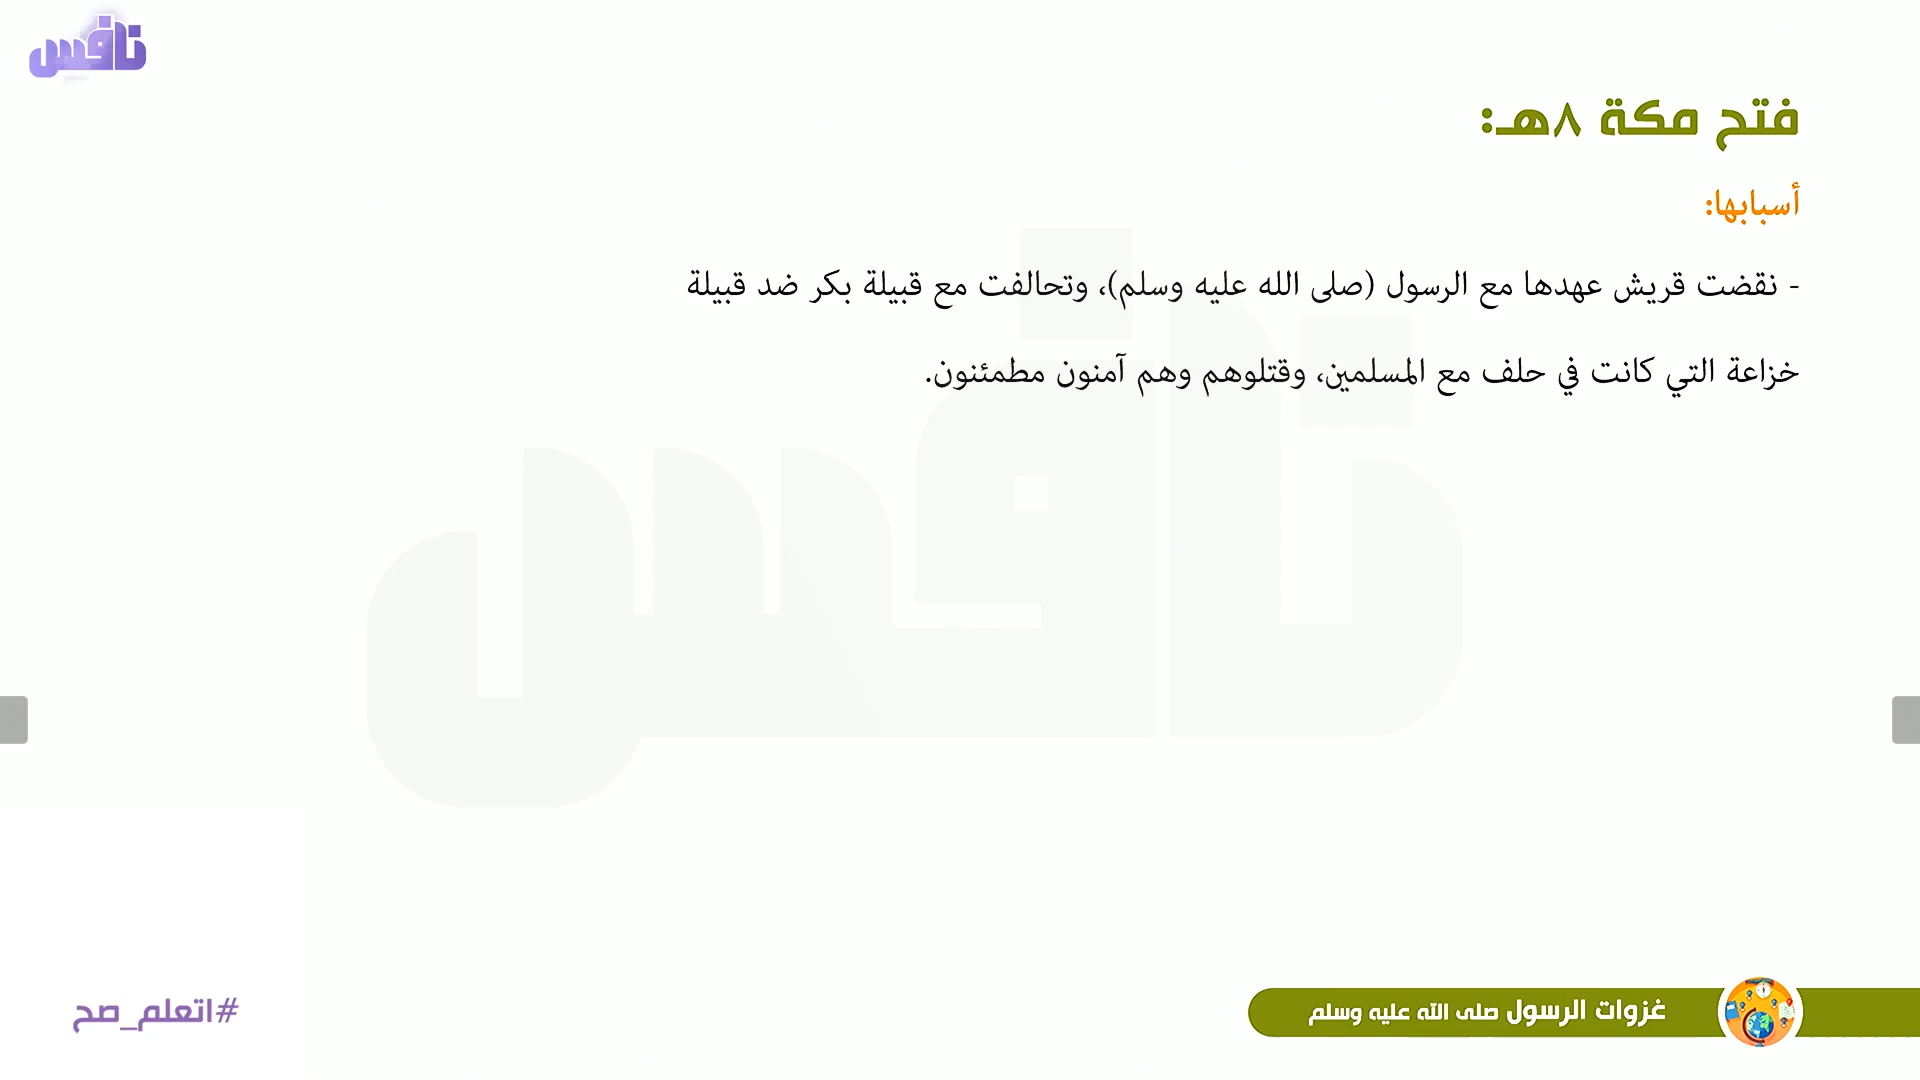 نافس
فتح مكة ٨هـ:
أسبابها:
- نقضت قريش عهدها مع الرسول (صلى الله عليه وسلم)، وتحالفت مع قبيلة بكر ضد قبيلة
خزاعة التي كانت في حلف مع المسلمين، وقتلوهم وهم آمنون مطمئنون.
نافس
غزوات الرسول صلى الله عليه وسلم
#اتعلم_صح